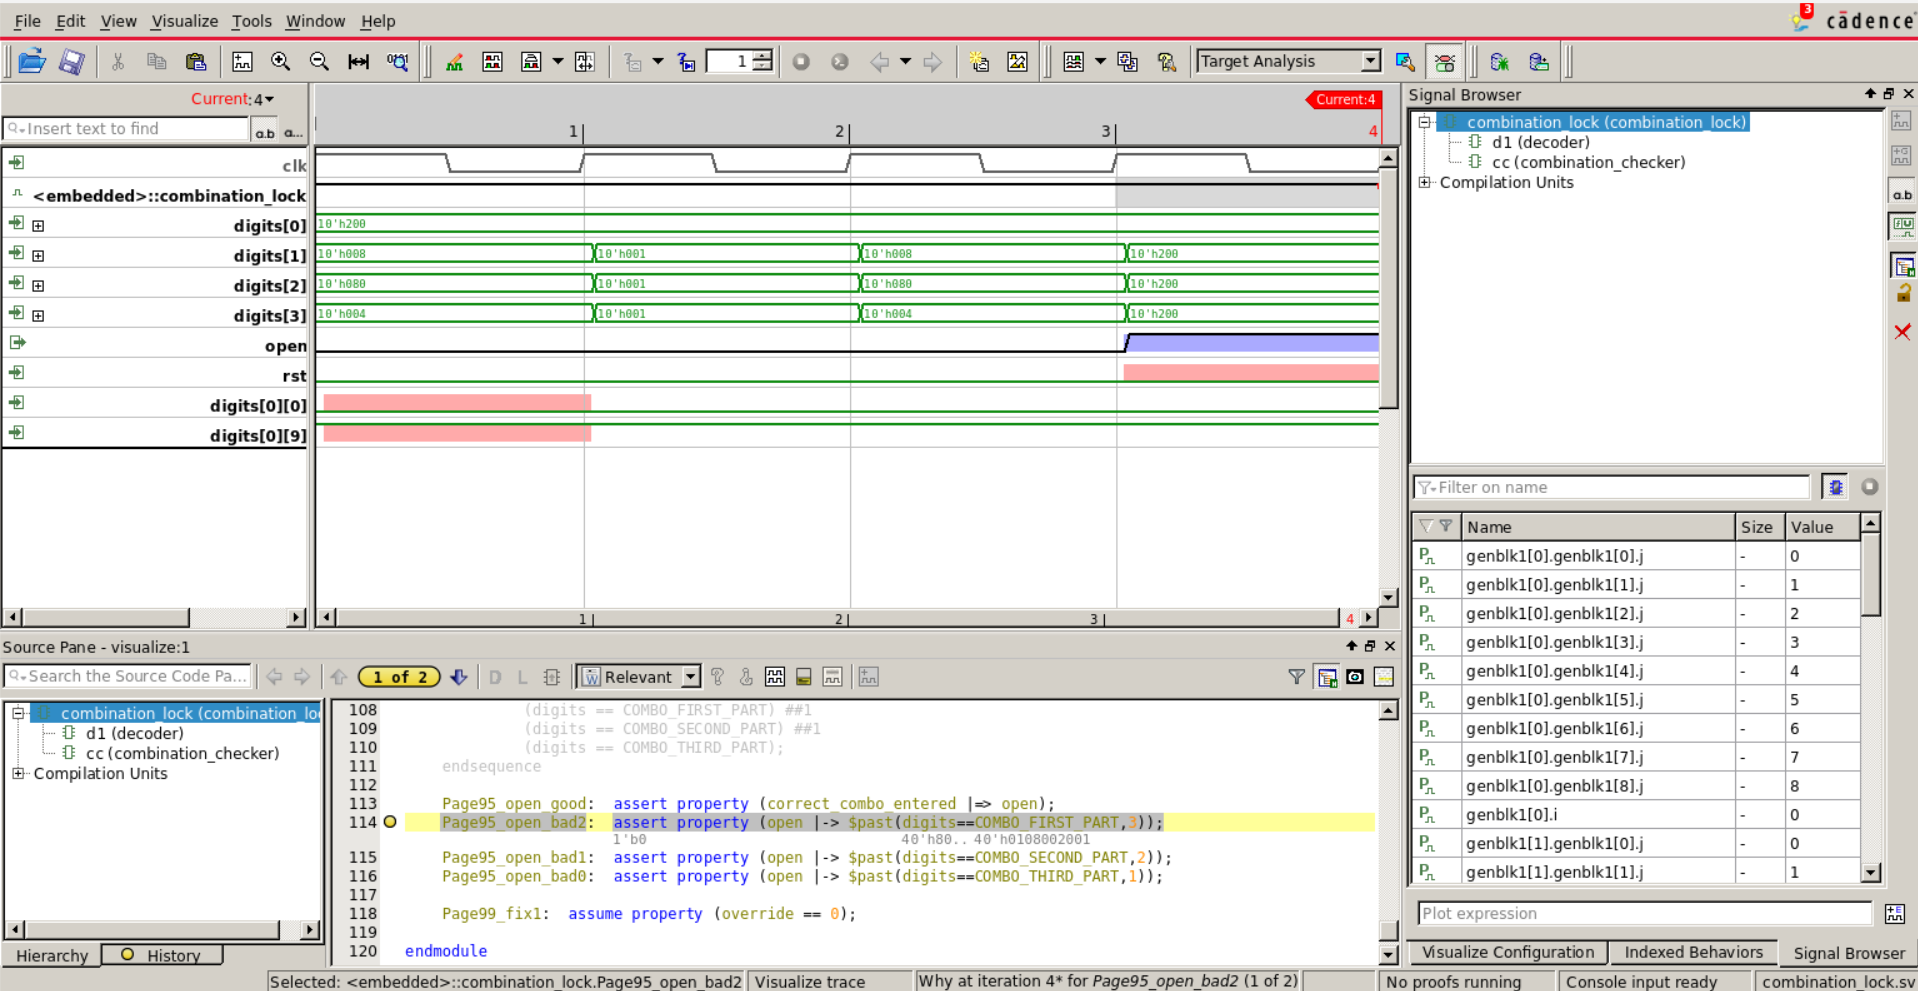 File Edit View Visualize Tools Window Help
3
cādence
1
Target Analysis
Current:4
Insert text to find
a.b a...
Current:4
1 2 3 4
clk
<embedded>::combination_lock
digits[0]
10'h200
digits[1]
10'h008 10'h001 10'h008 10'h200
digits[2]
10'h080 10'h001 10'h080 10'h200
digits[3]
10'h004 10'h001 10'h004 10'h200
open
rst
digits[0][0]
digits[0][9]
1 2 3 4
Signal Browser
combination_lock (combination_lock)
d1 (decoder)
cc (combination_checker)
Compilation Units
a.b
Filter on name
Name Size Value
genblk1[0].genblk1[0].j - 0
genblk1[0].genblk1[1].j - 1
genblk1[0].genblk1[2].j - 2
genblk1[0].genblk1[3].j - 3
genblk1[0].genblk1[4].j - 4
genblk1[0].genblk1[5].j - 5
genblk1[0].genblk1[6].j - 6
genblk1[0].genblk1[7].j - 7
genblk1[0].genblk1[8].j - 8
genblk1[0].i - 0
genblk1[1].genblk1[0].j - 0
genblk1[1].genblk1[1].j - 1
Plot expression
Visualize Configuration Indexed Behaviors Signal Browser
Source Pane - visualize:1
Search the Source Code Pa...
1 of 2
D L
Relevant
combination_lock (combination_lo
d1 (decoder)
cc (combination_checker)
Compilation Units
Hierarchy History
108 (digits == COMBO_FIRST_PART) ##1
109 (digits == COMBO_SECOND_PART) ##1
110 (digits == COMBO_THIRD_PART);
111 endsequence
112
113 Page95_open_good: assert property (correct_combo_entered |=> open);
114 Page95_open_bad2: assert property (open |-> $past(digits==COMBO_FIRST_PART,3));
1'b0 40'h80.. 40'h0108002001
115 Page95_open_bad1: assert property (open |-> $past(digits==COMBO_SECOND_PART,2));
116 Page95_open_bad0: assert property (open |-> $past(digits==COMBO_THIRD_PART,1));
117
118 Page99_fix1: assume property (override == 0);
119
120 endmodule
Selected: <embedded>::combination_lock.Page95_open_bad2 Visualize trace Why at iteration 4* for Page95_open_bad2 (1 of 2) No proofs running Console input ready combination_lock.sv